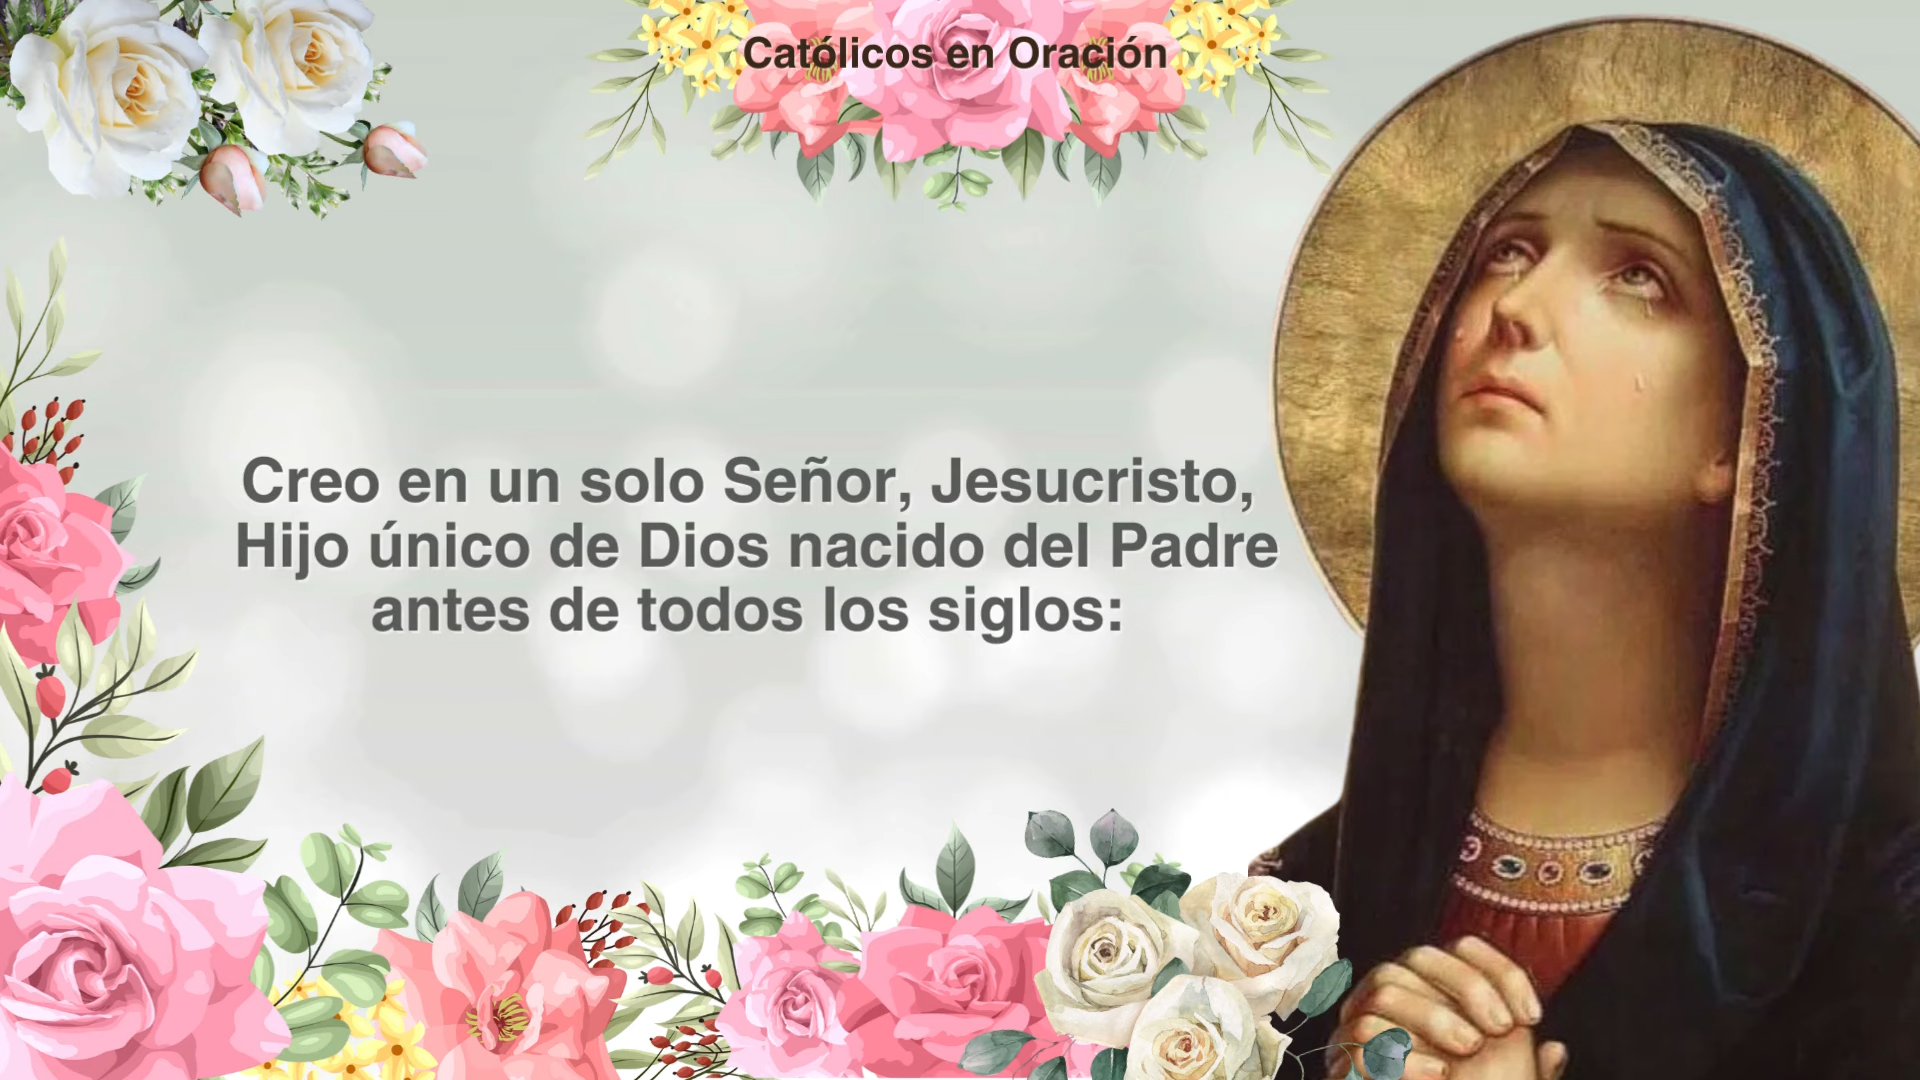 Católicos en Oración
Creo en un solo Señor, Jesucristo,
Hijo único de Dios nacido del Padre
antes de todos los siglos: